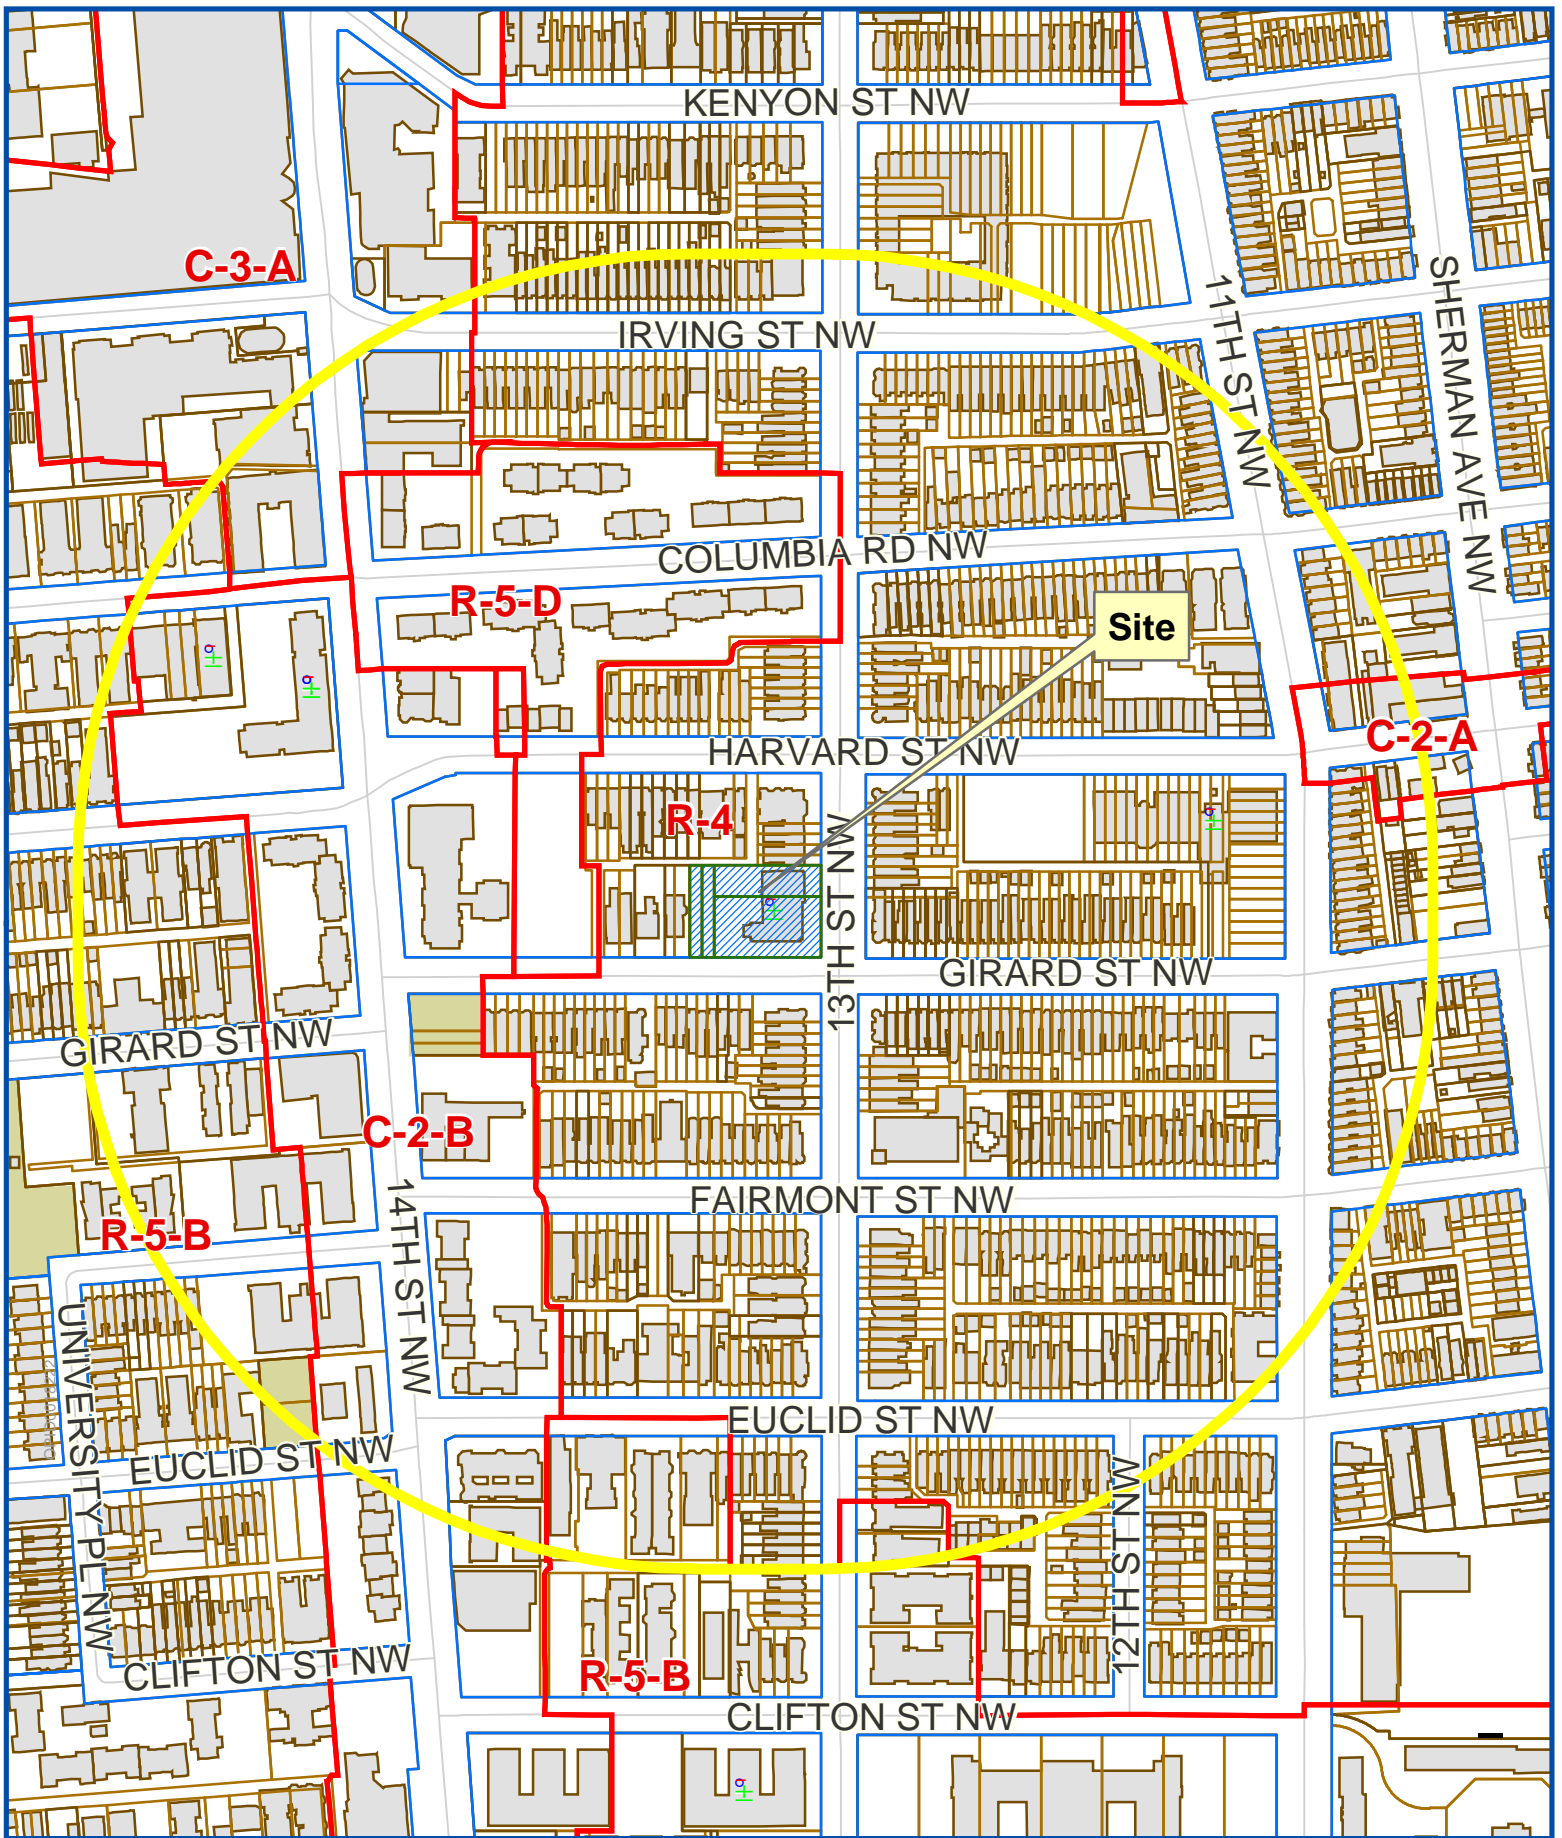 KENYON ST NW
C-3-A
IRVING ST NW
11TH ST NW
SHERMAN AVE NW
COLUMBIA RD NW
R-5-D
Site
HARVARD ST NW
C-2-A
R-4
13TH ST NW
GIRARD ST NW
GIRARD ST NW
C-2-B
FAIRMONT ST NW
14TH ST NW
R-5-B
UNIVERSITY PL NW
EUCLID ST NW
EUCLID ST NW
12TH ST NW
CLIFTON ST NW
R-5-B
CLIFTON ST NW